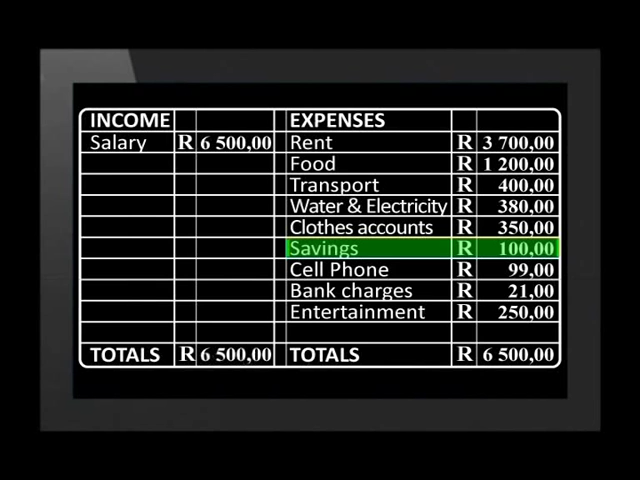 INCOME EXPENSES
Salary R 6 500,00 Rent R 3 700,00
Food R 1 200,00
Transport R 400,00
Water & Electricity R 380,00
Clothes accounts R 350,00
Savings R 100,00
Cell Phone R 99,00
Bank charges R 21,00
Entertainment R 250,00
TOTALS R 6 500,00 TOTALS R 6 500,00